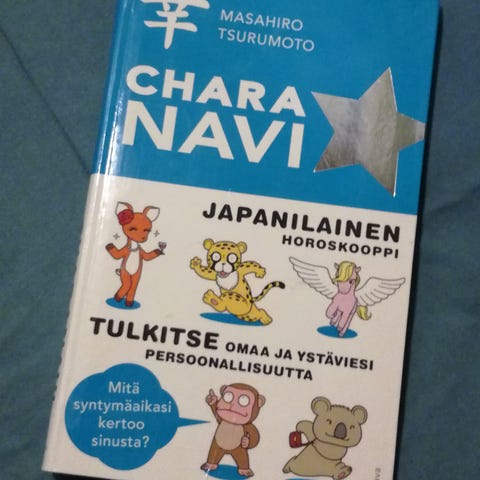 幸
MASAHIRO
TSURUMOTO
CHARA
NAVI
JAPANILAINEN
HOROSKOOPPI
TULKITSE OMAA JA YSTÄVIESI
PERSOONALLISUUTTA
Mitä
syntymäaikasi
kertoo
sinusta?